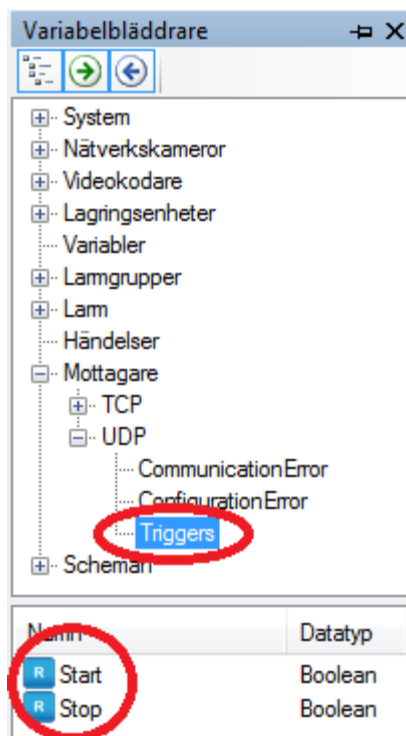 Variabelbläddrare
System
Nätverkskameror
Videokodare
Lagringsenheter
Variabler
Larmgrupper
Larm
Händelser
Mottagare
TCP
UDP
CommunicationError
ConfigurationError
Triggers
Scheman
Namn Datatyp
R Start Boolean
R Stop Boolean